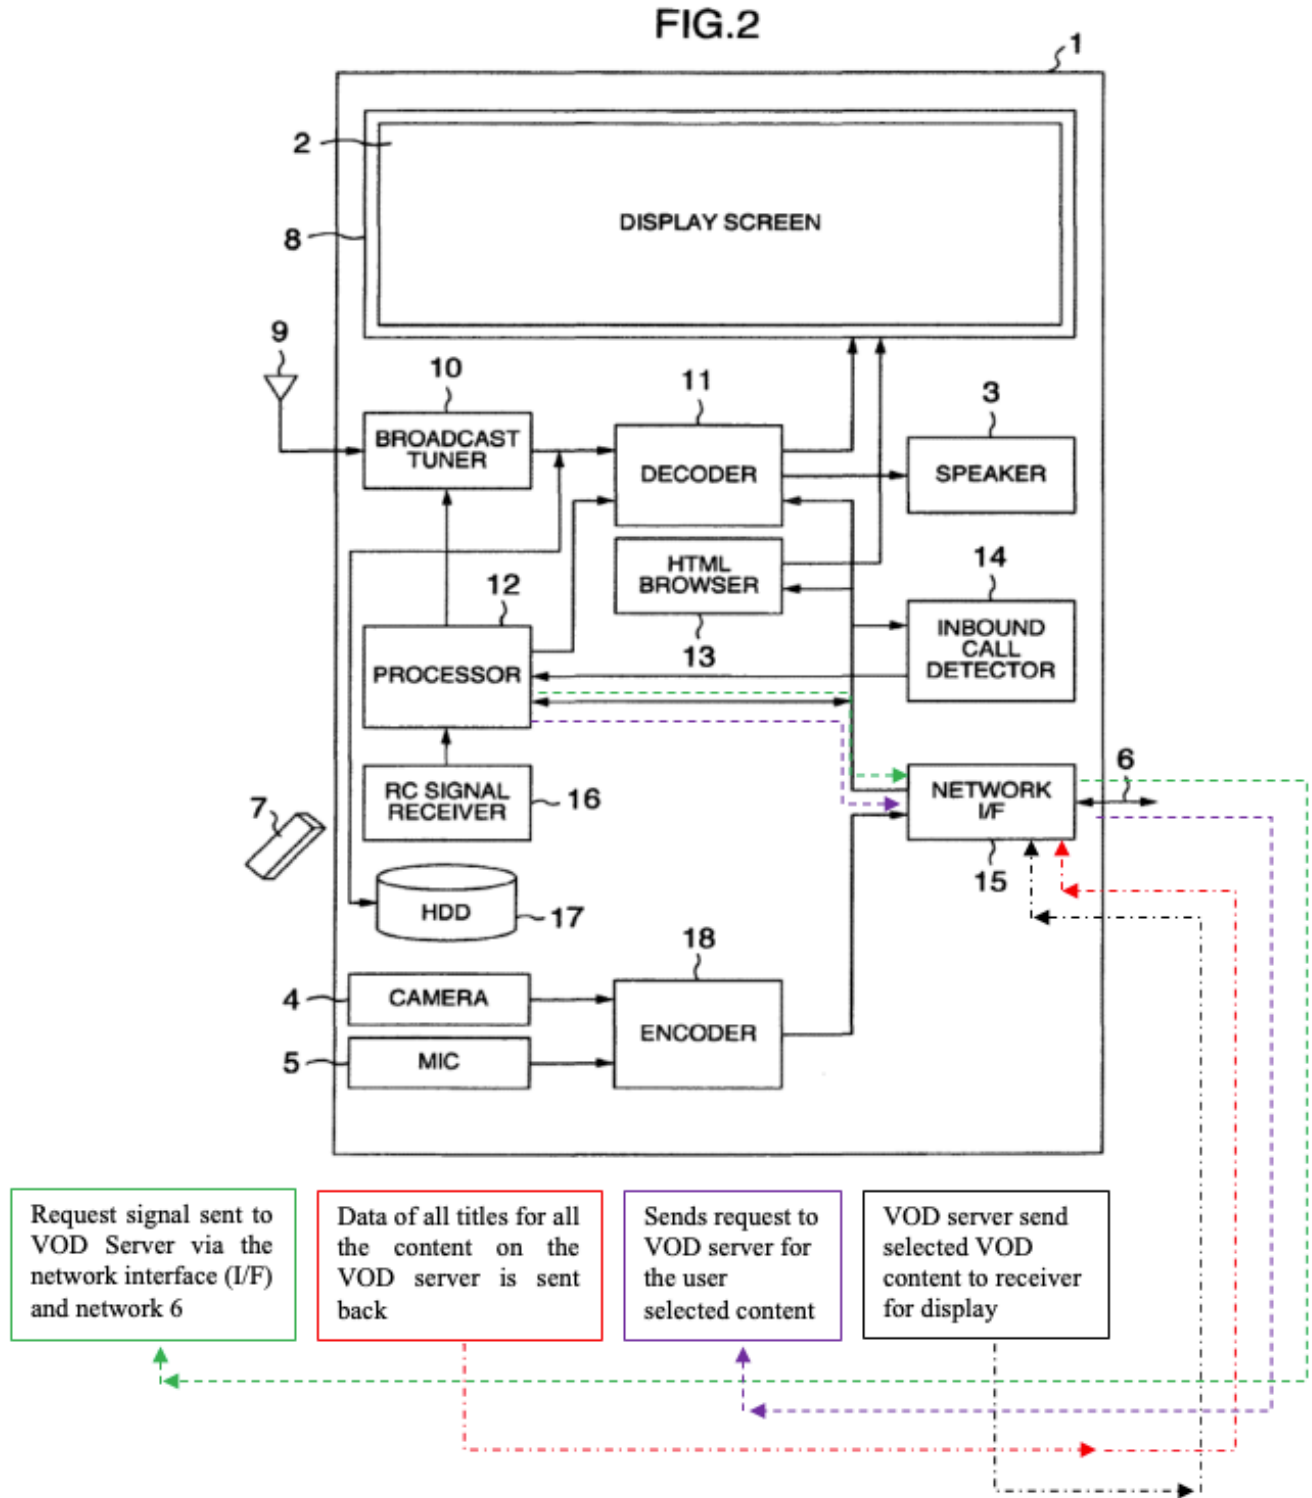 FIG.2
1
2
DISPLAY SCREEN
8
9
10
11
3
BROADCAST
TUNER
DECODER
SPEAKER
HTML
BROWSER
12
13
14
INBOUND
CALL
DETECTOR
PROCESSOR
RC SIGNAL
RECEIVER
16
7
NETWORK
I/F
6
15
HDD
17
18
4
CAMERA
ENCODER
5
MIC
Request signal sent to
VOD Server via the
network interface (I/F)
and network 6
Data of all titles for all
the content on the
VOD server is sent
back
Sends request to
VOD server for
the user
selected content
VOD server send
selected VOD
content to receiver
for display